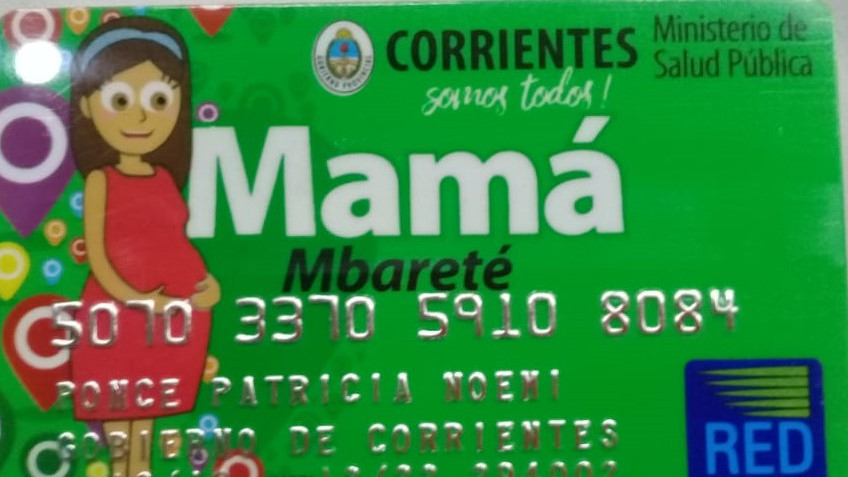 CORRIENTES
somos todos!
Ministerio de
Salud Pública
Mamá
Mbareté
5070 3370 5910 8084
PONCE PATRICIA NOEMI
GOBIERNO DE CORRIENTES
RED